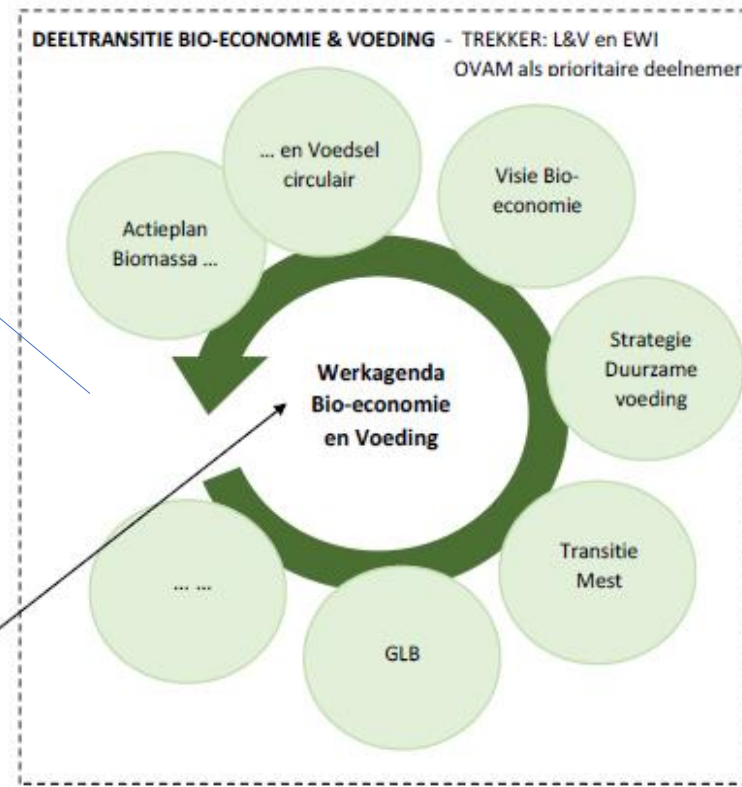 DEELTRANSITIE BIO-ECONOMIE & VOEDING - TREKKER: L&V en EWI
OVAM als prioritaire deelnemer
... en Voedsel
circulair
Visie Bio-
economie
Actieplan
Biomassa ...
Strategie
Duurzame
voeding
Werkagenda
Bio-economie
en Voeding
Transitie
Mest
... ...
GLB